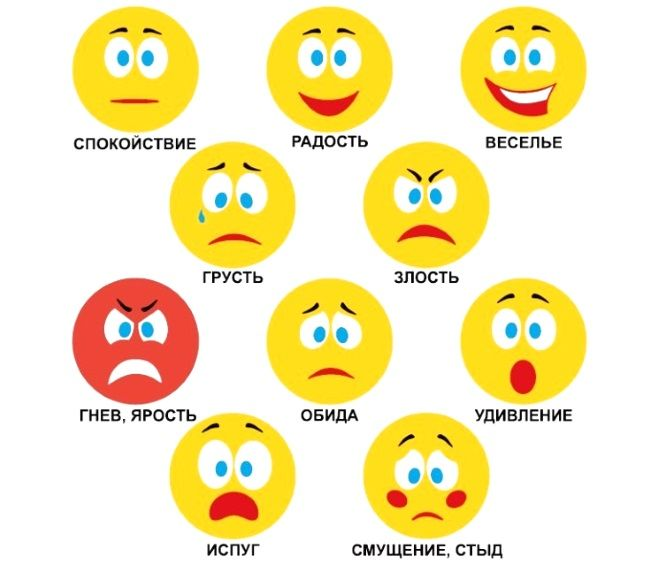 СПОКОЙСТВИЕ
РАДОСТЬ
ВЕСЕЛЬЕ
ГРУСТЬ
ЗЛОСТЬ
ГНЕВ, ЯРОСТЬ
ОБИДА
УДИВЛЕНИЕ
ИСПУГ
СМУЩЕНИЕ, СТЫД